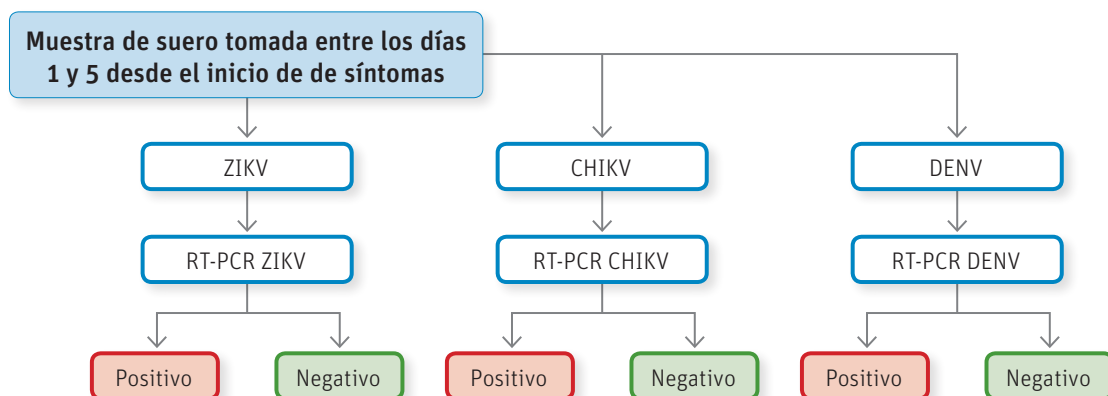 Muestra de suero tomada entre los días
1 y 5 desde el inicio de de síntomas
ZIKV
CHIKV
DENV
RT-PCR ZIKV
RT-PCR CHIKV
RT-PCR DENV
Positivo
Negativo
Positivo
Negativo
Positivo
Negativo